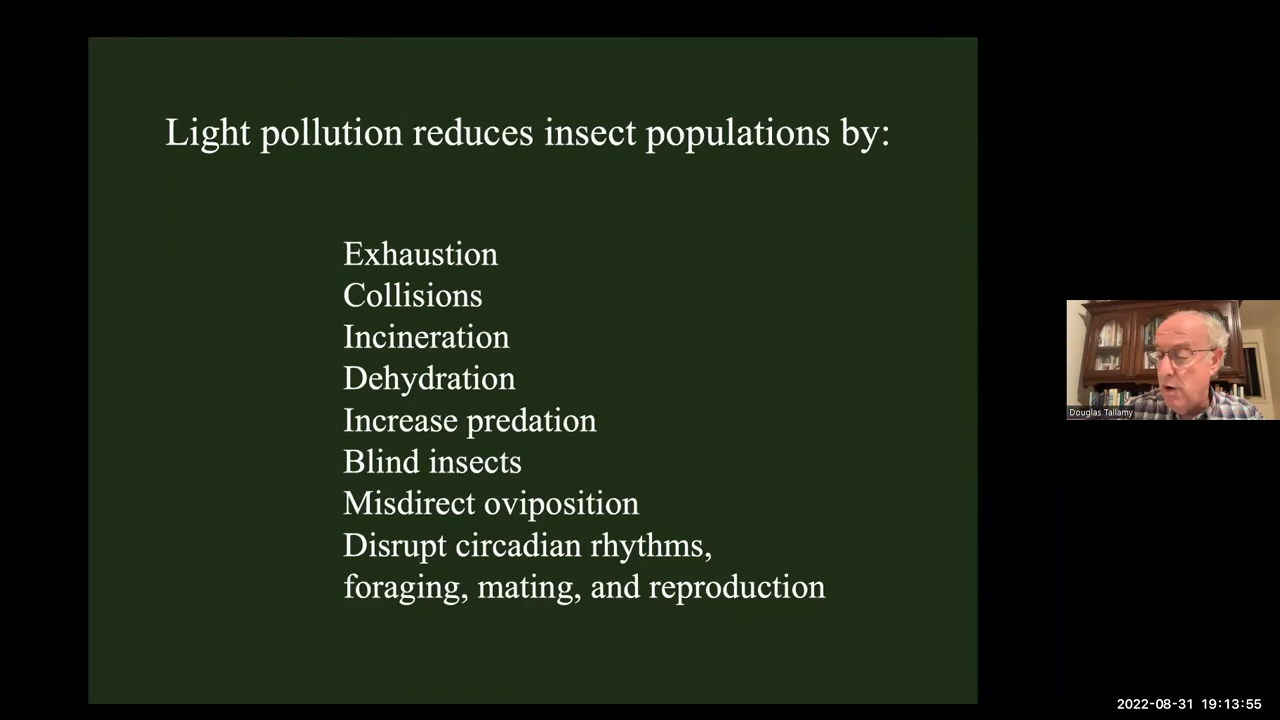 Light pollution reduces insect populations by:
Exhaustion
Collisions
Incineration
Dehydration
Increase predation
Blind insects
Misdirect oviposition
Disrupt circadian rhythms,
foraging, mating, and reproduction
Douglas Tallamy
2022-08-31 19:13:55